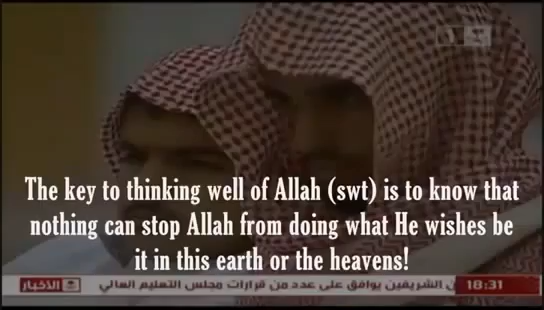 The key to thinking well of Allah (swt) is to know that
nothing can stop Allah from doing what He wishes be
it in this earth or the heavens!
الأخبار ن الشريفين يوافق على عدد من قرارات مجلس التعليم العالي 18:31